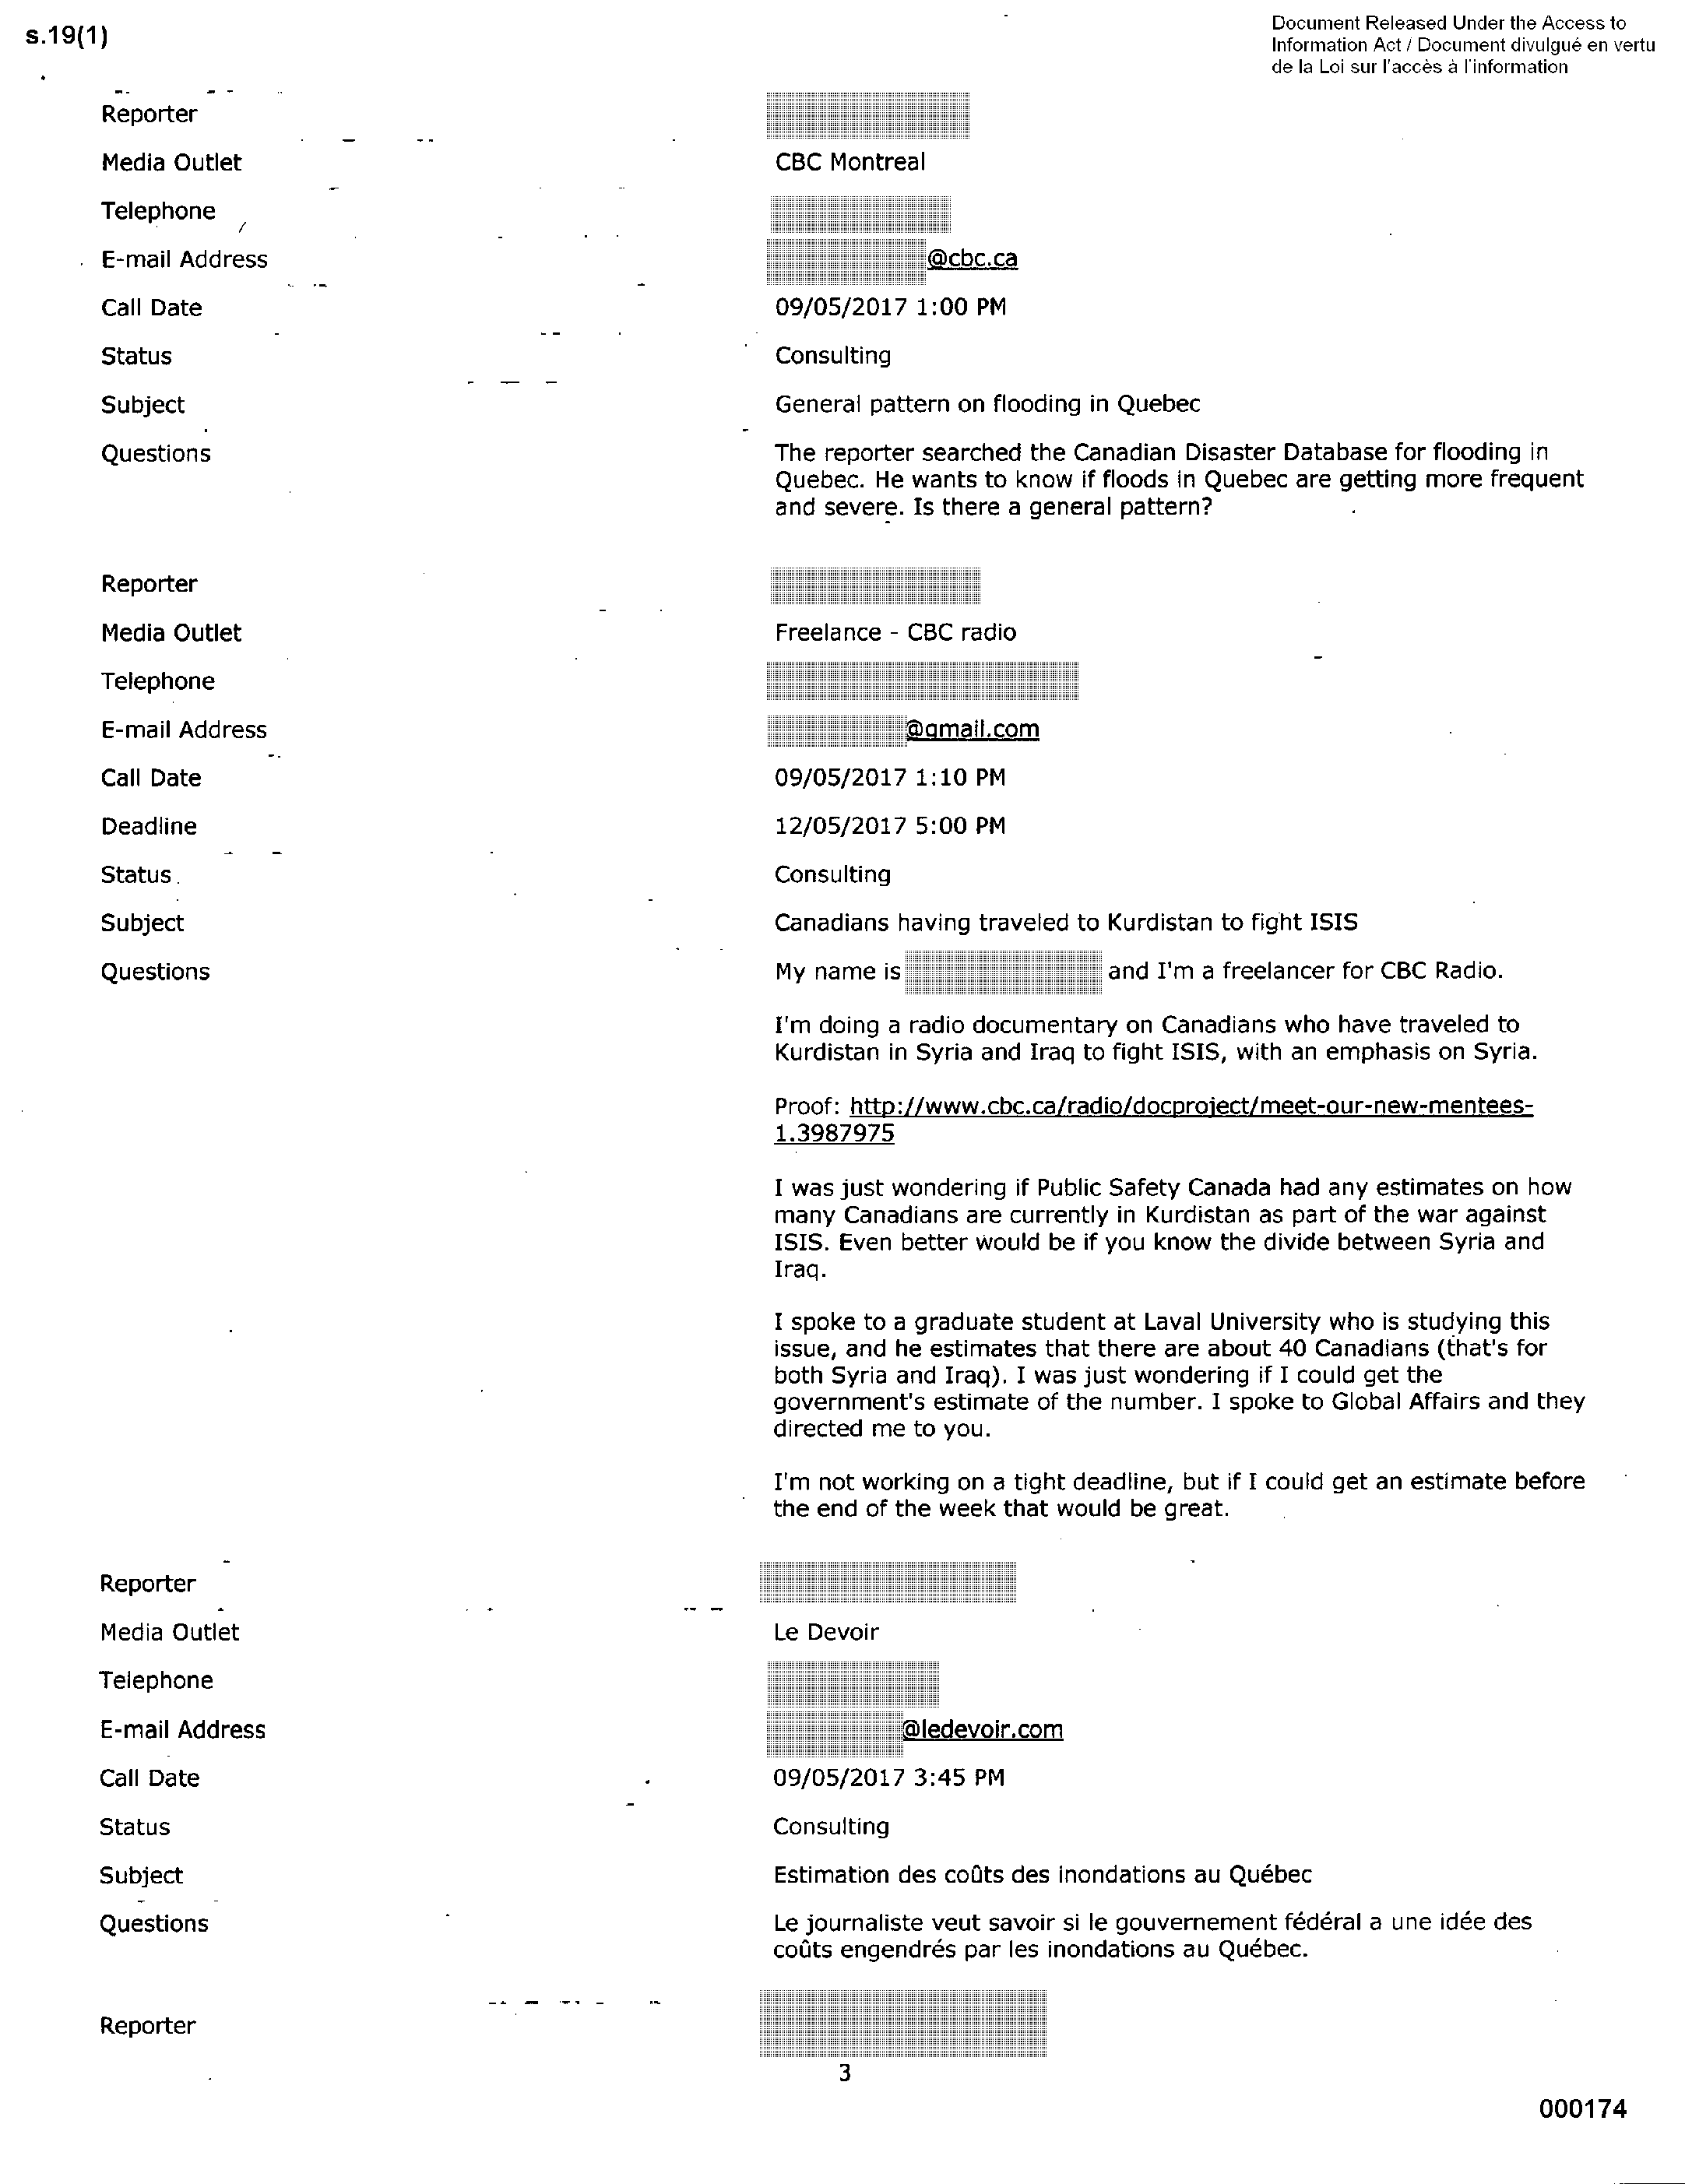 s.19(1)
Document Released Under the Access to
Information Act / Document divulgué en vertu
de la Loi sur l'accès à l'information
Reporter
Media Outlet CBC Montreal
Telephone
E-mail Address @cbc.ca
Call Date 09/05/2017 1:00 PM
Status Consulting
Subject General pattern on flooding in Quebec
Questions The reporter searched the Canadian Disaster Database for flooding in
Quebec. He wants to know if floods in Quebec are getting more frequent
and severe. Is there a general pattern?
Reporter
Media Outlet Freelance - CBC radio
Telephone
E-mail Address @gmail.com
Call Date 09/05/2017 1:10 PM
Deadline 12/05/2017 5:00 PM
Status Consulting
Subject Canadians having traveled to Kurdistan to fight ISIS
Questions My name is and I'm a freelancer for CBC Radio.
I'm doing a radio documentary on Canadians who have traveled to
Kurdistan in Syria and Iraq to fight ISIS, with an emphasis on Syria.
Proof: http://www.cbc.ca/radio/docproject/meet-our-new-mentees-
1.3987975
I was just wondering if Public Safety Canada had any estimates on how
many Canadians are currently in Kurdistan as part of the war against
ISIS. Even better would be if you know the divide between Syria and
Iraq.
I spoke to a graduate student at Laval University who is studying this
issue, and he estimates that there are about 40 Canadians (that's for
both Syria and Iraq). I was just wondering if I could get the
government's estimate of the number. I spoke to Global Affairs and they
directed me to you.
I'm not working on a tight deadline, but if I could get an estimate before
the end of the week that would be great.
Reporter
Media Outlet Le Devoir
Telephone
E-mail Address @ledevoir.com
Call Date 09/05/2017 3:45 PM
Status Consulting
Subject Estimation des coûts des inondations au Québec
Questions Le journaliste veut savoir si le gouvernement fédéral a une idée des
coûts engendrés par les inondations au Québec.
Reporter
3
000174